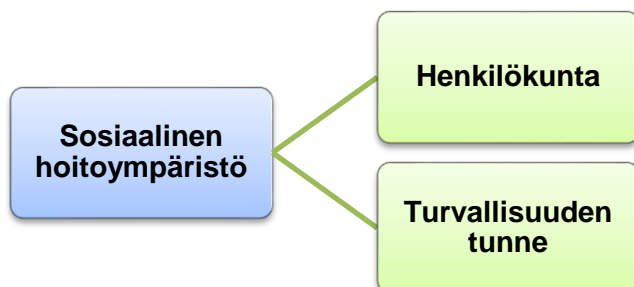 Sosiaalinen
hoitoympäristö
Henkilökunta
Turvallisuuden
tunne